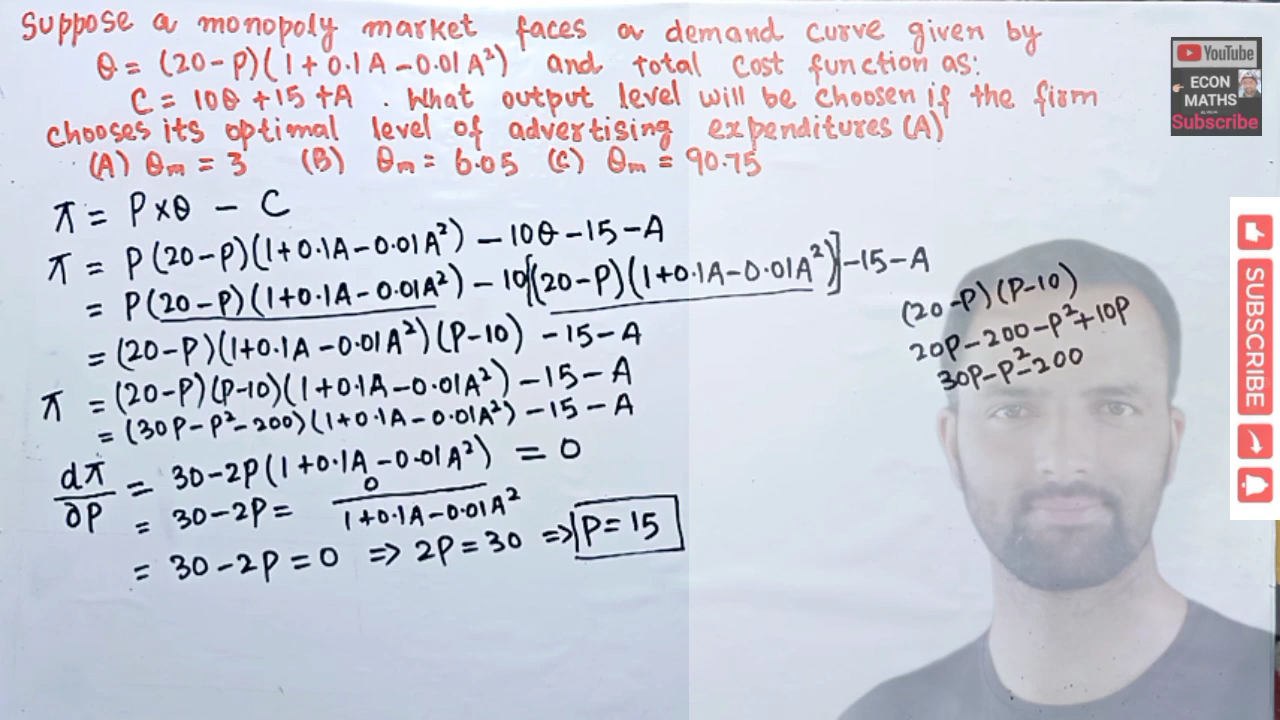 Suppose a monopoly market faces a demand curve given by
Q = (20-P)(1+0.1A-0.01A²) and total cost function as:
C = 10Q+15+A. What output level will be choosen if the firm
chooses its optimal level of advertising expenditures (A)
(A) Qm = 3 (B) Qm = 6.05 (C) Qm = 90.75
π = P×Q - C
π = P(20-P)(1+0.1A-0.01A²) - 10Q-15-A
= P(20-P)(1+0.1A-0.01A²) - 10[(20-P)(1+0.1A-0.01A²)]-15-A
= (20-P)(1+0.1A-0.01A²)(P-10) -15-A
π = (20-P)(P-10)(1+0.1A-0.01A²)-15-A
= (30P-P²-200)(1+0.1A-0.01A²)-15-A
dπ/∂P = 30-2P(1+0.1A-0.01A²) = 0
= 30-2P = 0/1+0.1A-0.01A²
= 30-2P=0 => 2P=30 => P=15
(20-P)(P-10)
20P-200-P²+10P
30P-P²-200
YouTube
ECON
MATHS
Subscribe
SUBSCRIBE